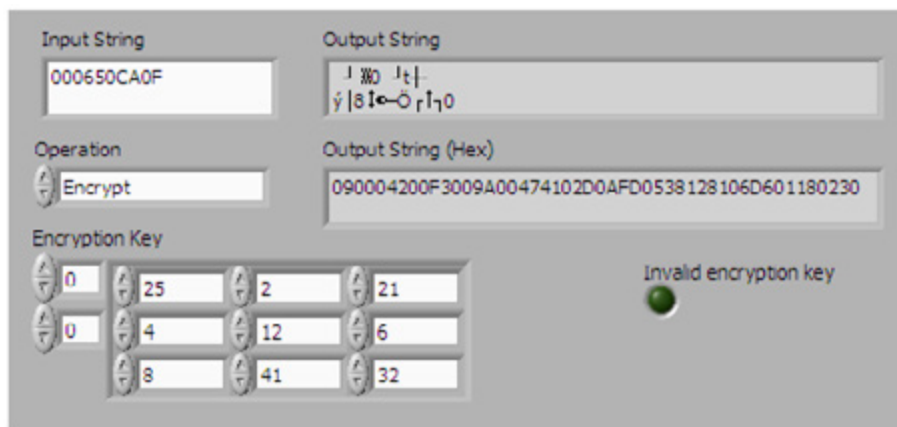 Input String
000650CA0F
Output String
Operation
Encrypt
Output String (Hex)
090004200F3009A00474102D0AFD0538128106D601180230
Encryption Key
0
25 2 21
0
4 12 6
8 41 32
Invalid encryption key